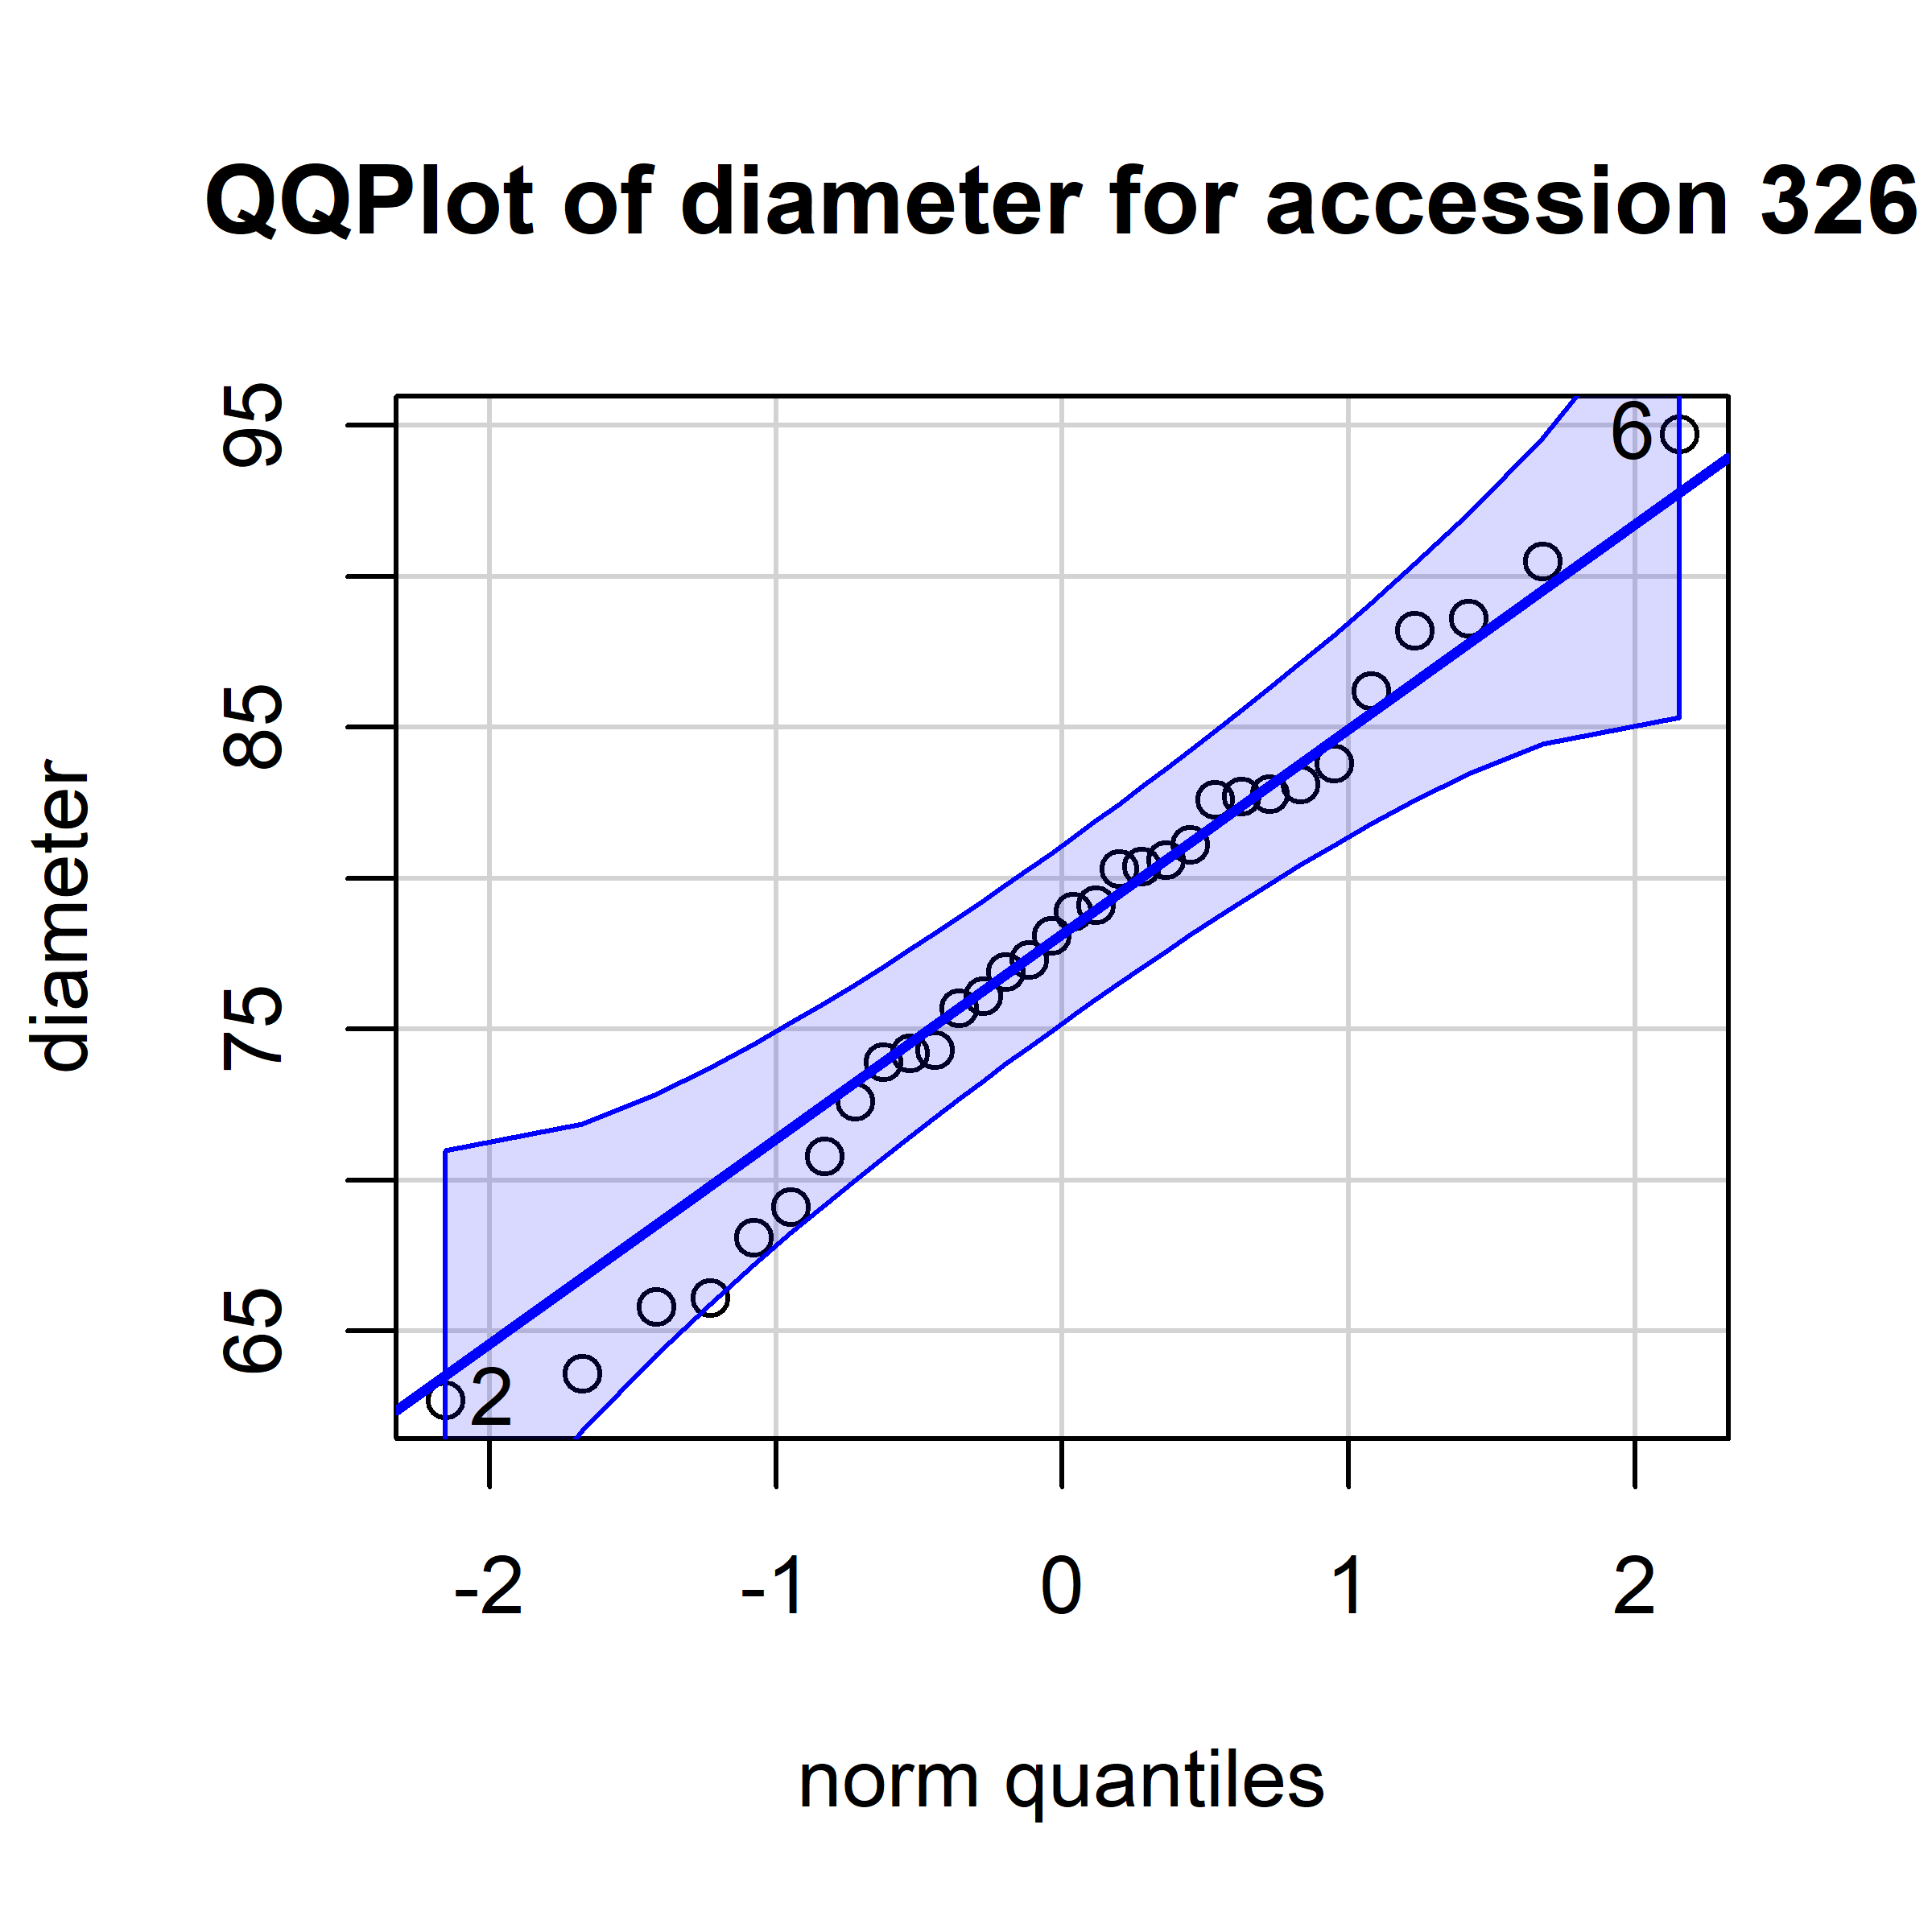 QQPlot of diameter for accession 326
95
85
75
65
diameter
6
2
-2 -1 0 1 2
norm quantiles